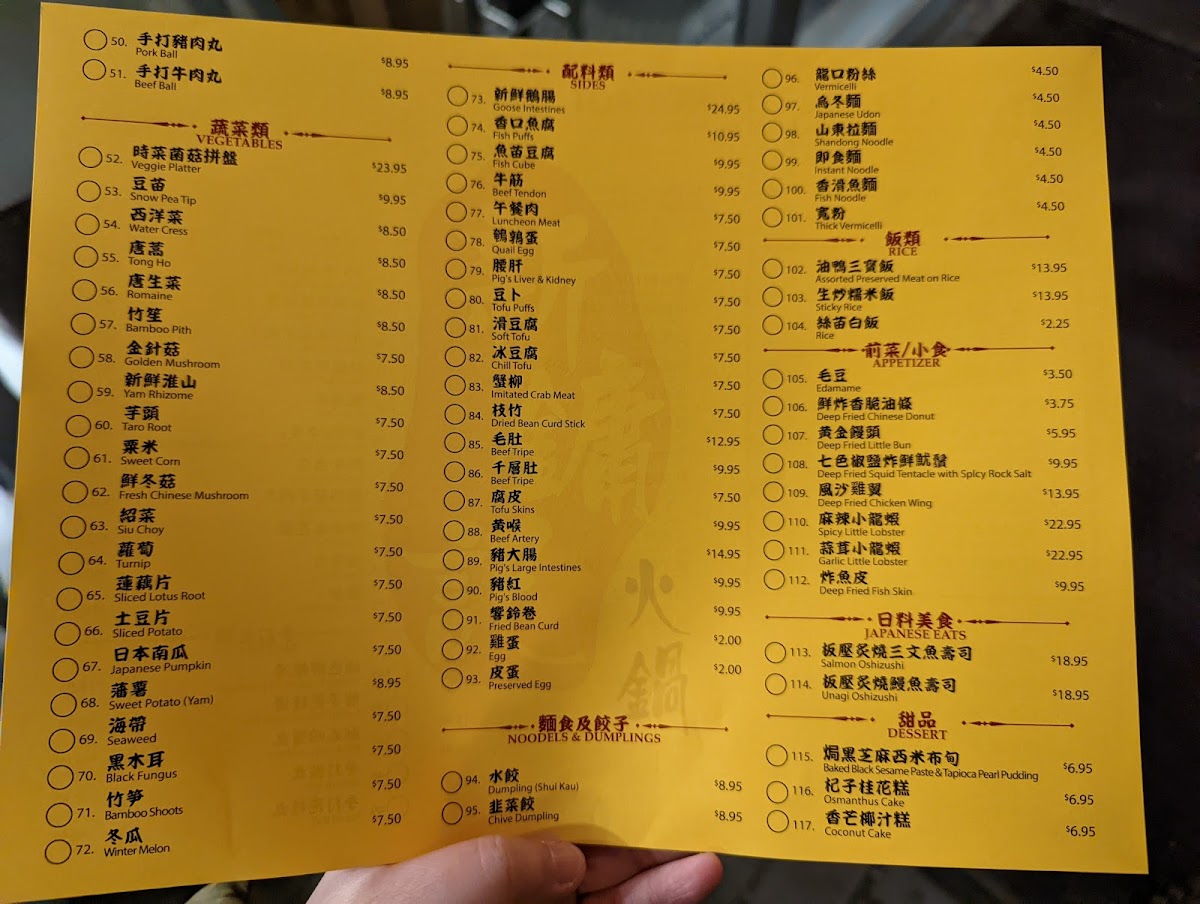 50. 手打豬肉丸 $8.95
Pork Ball
51. 手打牛肉丸 $8.95
Beef Ball
蔬菜類
VEGETABLES
52. 時菜菌菇拼盤 $23.95
Veggie Platter
53. 豆苗 $9.95
Snow Pea Tip
54. 西洋菜 $8.50
Water Cress
55. 唐蒿 $8.50
Tong Ho
56. 唐生菜 $8.50
Romaine
57. 竹笙 $8.50
Bamboo Pith
58. 金針菇 $7.50
Golden Mushroom
59. 新鮮淮山 $8.50
Yam Rhizome
60. 芋頭 $7.50
Taro Root
61. 粟米 $7.50
Sweet Corn
62. 鮮冬菇 $7.50
Fresh Chinese Mushroom
63. 紹菜 $7.50
Siu Choy
64. 蘿蔔 $7.50
Turnip
65. 蓮藕片 $7.50
Sliced Lotus Root
66. 土豆片 $7.50
Sliced Potato
67. 日本南瓜 $7.50
Japanese Pumpkin
68. 蕃薯 $8.95
Sweet Potato (Yam)
69. 海帶 $7.50
Seaweed
70. 黑木耳 $7.50
Black Fungus
71. 竹筍 $7.50
Bamboo Shoots
72. 冬瓜 $7.50
Winter Melon
配料類
SIDES
73. 新鮮鵝腸 $24.95
Goose Intestines
74. 香口魚腐 $10.95
Fish Puffs
75. 魚苗豆腐 $9.95
Fish Cube
76. 牛筋 $9.95
Beef Tendon
77. 午餐肉 $7.50
Luncheon Meat
78. 鵪鶉蛋 $7.50
Quail Egg
79. 腰肝 $7.50
Pig's Liver & Kidney
80. 豆卜 $7.50
Tofu Puffs
81. 滑豆腐 $7.50
Soft Tofu
82. 冰豆腐 $7.50
Chill Tofu
83. 蟹柳 $7.50
Imitated Crab Meat
84. 枝竹 $7.50
Dried Bean Curd Stick
85. 毛肚 $12.95
Beef Tripe
86. 千層肚 $9.95
Beef Tripe
87. 腐皮 $7.50
Tofu Skins
88. 黃喉 $9.95
Beef Artery
89. 豬大腸 $14.95
Pig's Large Intestines
90. 豬紅 $9.95
Pig's Blood
91. 響鈴卷 $9.95
Fried Bean Curd
92. 雞蛋 $2.00
Egg
93. 皮蛋 $2.00
Preserved Egg
火鍋
麵食及餃子
NOODELS & DUMPLINGS
94. 水餃 $8.95
Dumpling (Shui Kau)
95. 韭菜餃 $8.95
Chive Dumpling
96. 龍口粉絲 $4.50
Vermicelli
97. 烏冬麵 $4.50
Japanese Udon
98. 山東拉麵 $4.50
Shandong Noodle
99. 即食麵 $4.50
Instant Noodle
100. 香滑魚麵 $4.50
Fish Noodle
101. 寬粉 $4.50
Thick Vermicelli
飯類
RICE
102. 油鴨三寶飯 $13.95
Assorted Preserved Meat on Rice
103. 生炒糯米飯 $13.95
Sticky Rice
104. 絲苗白飯 $2.25
Rice
前菜/小食
APPETIZER
105. 毛豆 $3.50
Edamame
106. 鮮炸香脆油條 $3.75
Deep Fried Chinese Donut
107. 黃金饅頭 $5.95
Deep Fried Little Bun
108. 七色椒鹽炸鮮魷鬚 $9.95
Deep Fried Squid Tentacle with Spicy Rock Salt
109. 風沙雞翼 $13.95
Deep Fried Chicken Wing
110. 麻辣小龍蝦 $22.95
Spicy Little Lobster
111. 蒜茸小龍蝦 $22.95
Garlic Little Lobster
112. 炸魚皮 $9.95
Deep Fried Fish Skin
日料美食
JAPANESE EATS
113. 板壓炙燒三文魚壽司 $18.95
Salmon Oshizushi
114. 板壓炙燒鰻魚壽司 $18.95
Unagi Oshizushi
甜品
DESSERT
115. 焗黑芝麻西米布甸 $6.95
Baked Black Sesame Paste & Tapioca Pearl Pudding
116. 杞子桂花糕 $6.95
Osmanthus Cake
117. 香芒椰汁糕 $6.95
Coconut Cake